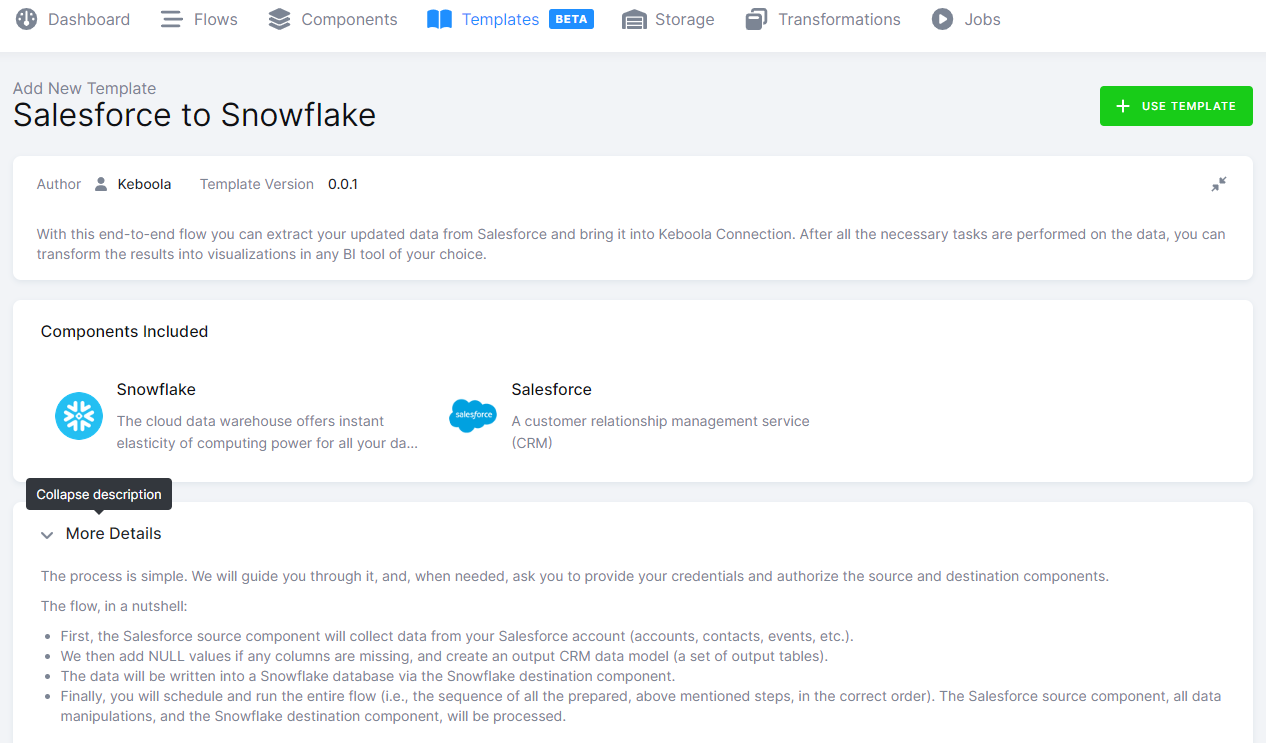 Dashboard Flows Components Templates BETA Storage Transformations Jobs
Add New Template
Salesforce to Snowflake
USE TEMPLATE
Author Keboola Template Version 0.0.1
With this end-to-end flow you can extract your updated data from Salesforce and bring it into Keboola Connection. After all the necessary tasks are performed on the data, you can
transform the results into visualizations in any BI tool of your choice.
Components Included
Snowflake
The cloud data warehouse offers instant
elasticity of computing power for all your da...
salesforce
Salesforce
A customer relationship management service
(CRM)
Collapse description
More Details
The process is simple. We will guide you through it, and, when needed, ask you to provide your credentials and authorize the source and destination components.
The flow, in a nutshell:
• First, the Salesforce source component will collect data from your Salesforce account (accounts, contacts, events, etc.).
• We then add NULL values if any columns are missing, and create an output CRM data model (a set of output tables).
• The data will be written into a Snowflake database via the Snowflake destination component.
• Finally, you will schedule and run the entire flow (i.e., the sequence of all the prepared, above mentioned steps, in the correct order). The Salesforce source component, all data
manipulations, and the Snowflake destination component, will be processed.